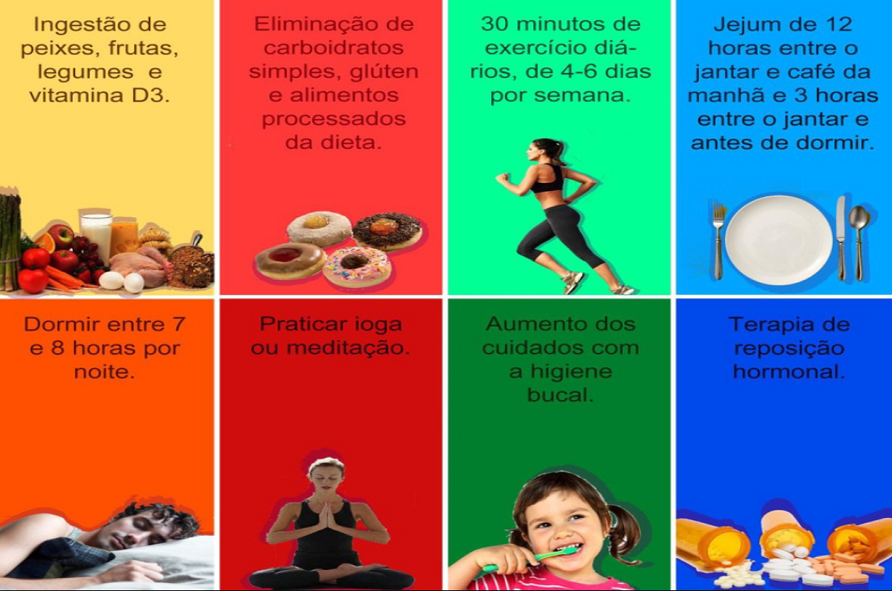 Ingestão de
peixes, frutas,
legumes e
vitamina D3.
Eliminação de
carboidratos
simples, glúten
e alimentos
processados
da dieta.
30 minutos de
exercício diá-
rios, de 4-6 dias
por semana.
Jejum de 12
horas entre o
jantar e café da
manhã e 3 horas
entre o jantar e
antes de dormir.
Dormir entre 7
e 8 horas por
noite.
Praticar ioga
ou meditação.
Aumento dos
cuidados com
a higiene
bucal.
Terapia de
reposição
hormonal.